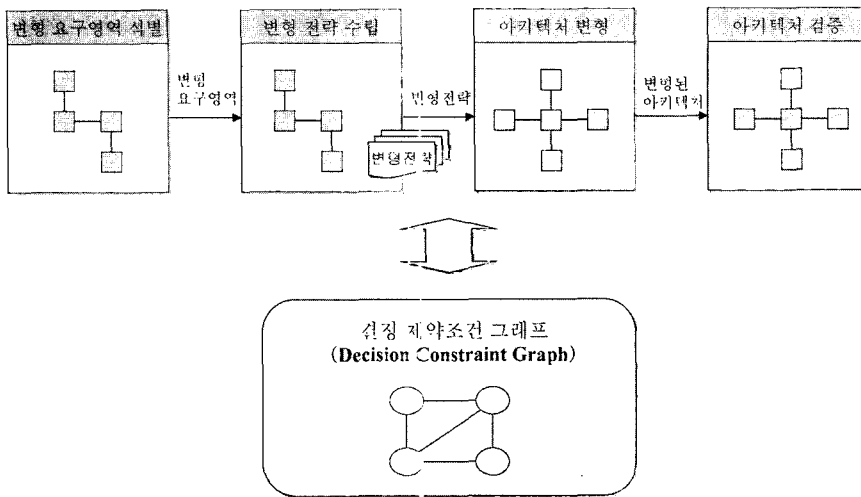 변형 요구영역 식별
변형 전략 수립
아키텍처 변형
아키텍처 검증
변형
요구영역
변형전략
변형된
아키텍처
변형전략
결정 제약조건 그래프
(Decision Constraint Graph)